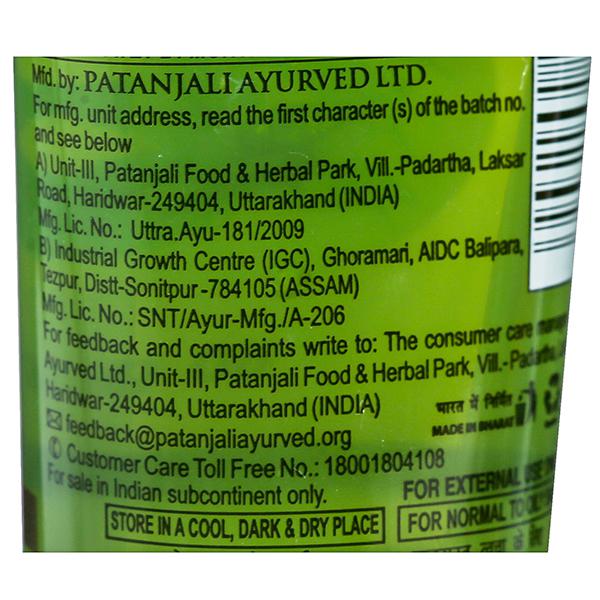 Mfd. by: PATANJALI AYURVED LTD.
For mfg. unit address, read the first character (s) of the batch no.
and see below
A) Unit-III, Patanjali Food & Herbal Park, Vill.-Padartha, Laksar
Road, Haridwar-249404, Uttarakhand (INDIA)
Mfg. Lic. No.: Uttra.Ayu-181/2009
B) Industrial Growth Centre (IGC), Ghoramari, AIDC Balipara,
Tezpur, Distt-Sonitpur-784105 (ASSAM)
Mfg. Lic. No.: SNT/Ayur-Mfg./A-206
For feedback and complaints write to: The consumer care
Ayurved Ltd., Unit-III, Patanjali Food & Herbal Park, Vill.-
Haridwar-249404, Uttarakhand (INDIA)
भारत में निर्मित
MADE IN BHARAT
feedback@patanjaliayurved.org
Customer Care Toll Free No.: 18001804108
For sale in Indian subcontinent only.
FOR EXTERNAL USE
STORE IN A COOL, DARK & DRY PLACE
FOR NORMAL TO